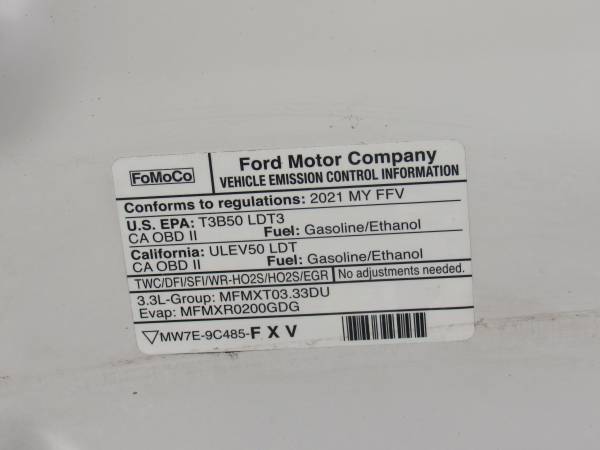 FoMoCo
Ford Motor Company
VEHICLE EMISSION CONTROL INFORMATION
Conforms to regulations: 2021 MY FFV
U.S. EPA: T3B50 LDT3
CA OBD II Fuel: Gasoline/Ethanol
California: ULEV50 LDT
CA OBD II Fuel: Gasoline/Ethanol
TWC/DFI/SFI/WR-HO2S/HO2S/EGR No adjustments needed.
3.3L-Group: MFMXT03.33DU
Evap: MFMXR0200GDG
MW7E-9C485-F X V